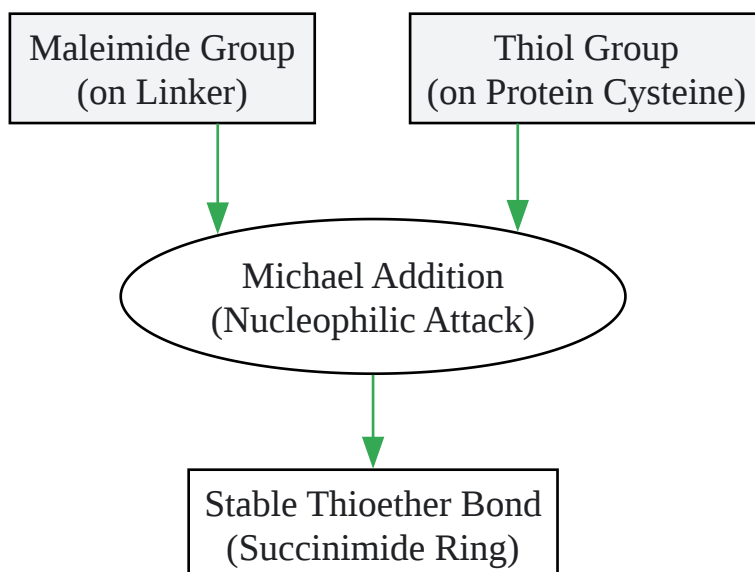 Maleimide Group
(on Linker)
Thiol Group
(on Protein Cysteine)
Michael Addition
(Nucleophilic Attack)
Stable Thioether Bond
(Succinimide Ring)